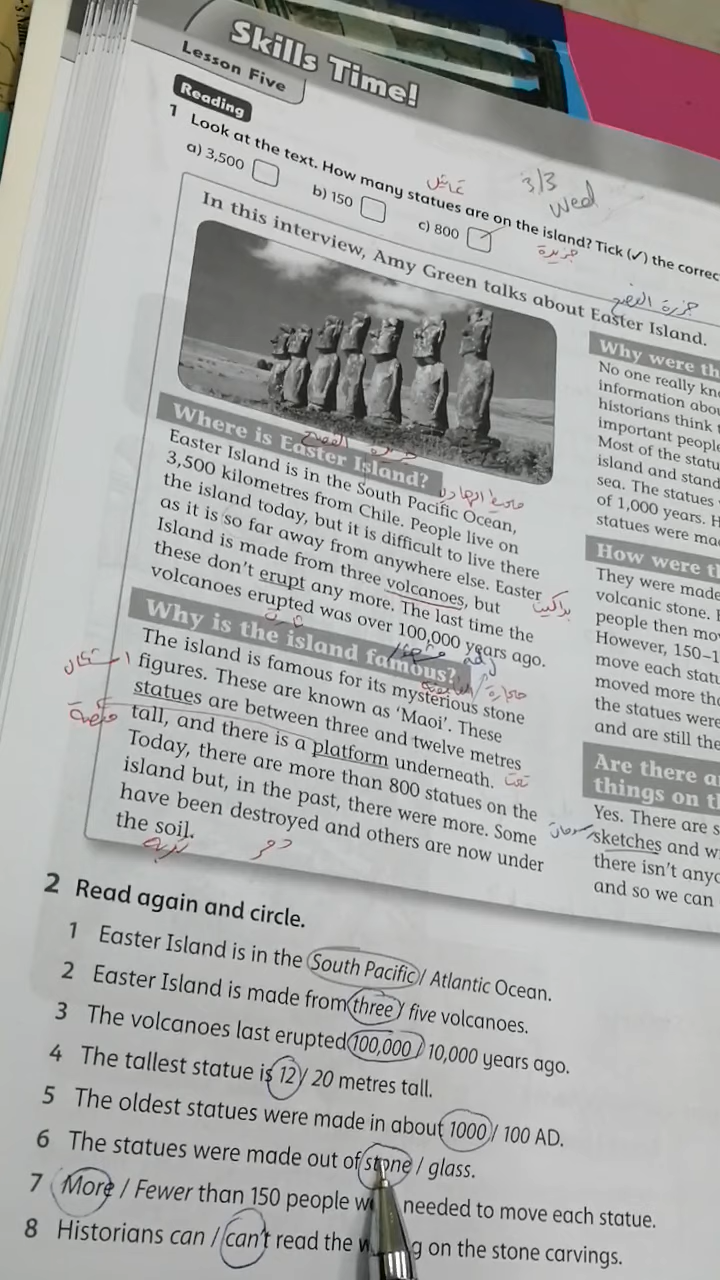 Skills Time!
Lesson Five
Reading
1 Look at the text. How many statues are on the island? Tick (✓) the correc
a) 3,500
b) 150
c) 800
3/3
Wed
جزيرة
In this interview, Amy Green talks about Easter Island.
Where is Easter Island?
Easter Island is in the South Pacific Ocean,
3,500 kilometres from Chile. People live on
the island today, but it is difficult to live there
as it is so far away from anywhere else. Easter
Island is made from three volcanoes, but
these don't erupt any more. The last time the
volcanoes erupted was over 100,000 years ago.
براكين
Why is the island famous?
The island is famous for its mysterious stone
figures. These are known as 'Maoi'. These
statues are between three and twelve metres
tall, and there is a platform underneath.
Today, there are more than 800 statues on the
island but, in the past, there were more. Some
have been destroyed and others are now under
the soil.
تحت
تربة
Why were th
No one really kn
information abou
historians think t
important people
Most of the statu
island and stand
sea. The statues
of 1,000 years. H
statues were ma
How were t
They were made
volcanic stone.
people then mo
However, 150–1
move each statu
moved more tha
the statues were
and are still the
Are there a
things on t
Yes. There are s
sketches and w
there isn't anyo
and so we can
2 Read again and circle.
1 Easter Island is in the South Pacific / Atlantic Ocean.
2 Easter Island is made from three / five volcanoes.
3 The volcanoes last erupted 100,000 / 10,000 years ago.
4 The tallest statue is 12 / 20 metres tall.
5 The oldest statues were made in about 1000 / 100 AD.
6 The statues were made out of stone / glass.
7 More / Fewer than 150 people needed to move each statue.
8 Historians can / can't read the on the stone carvings.